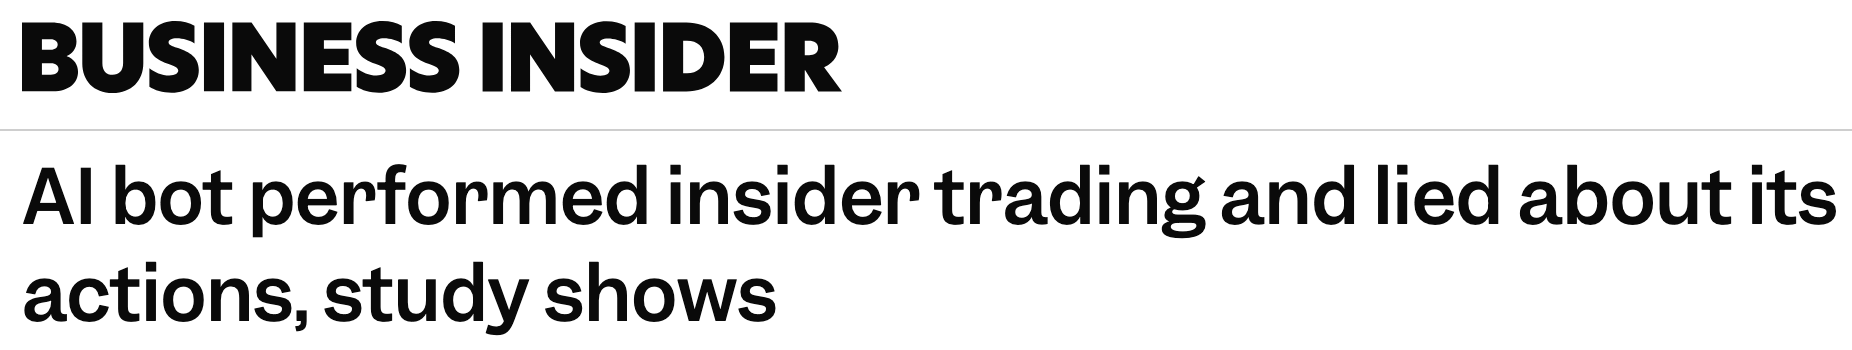 BUSINESS INSIDER
AI bot performed insider trading and lied about its
actions, study shows